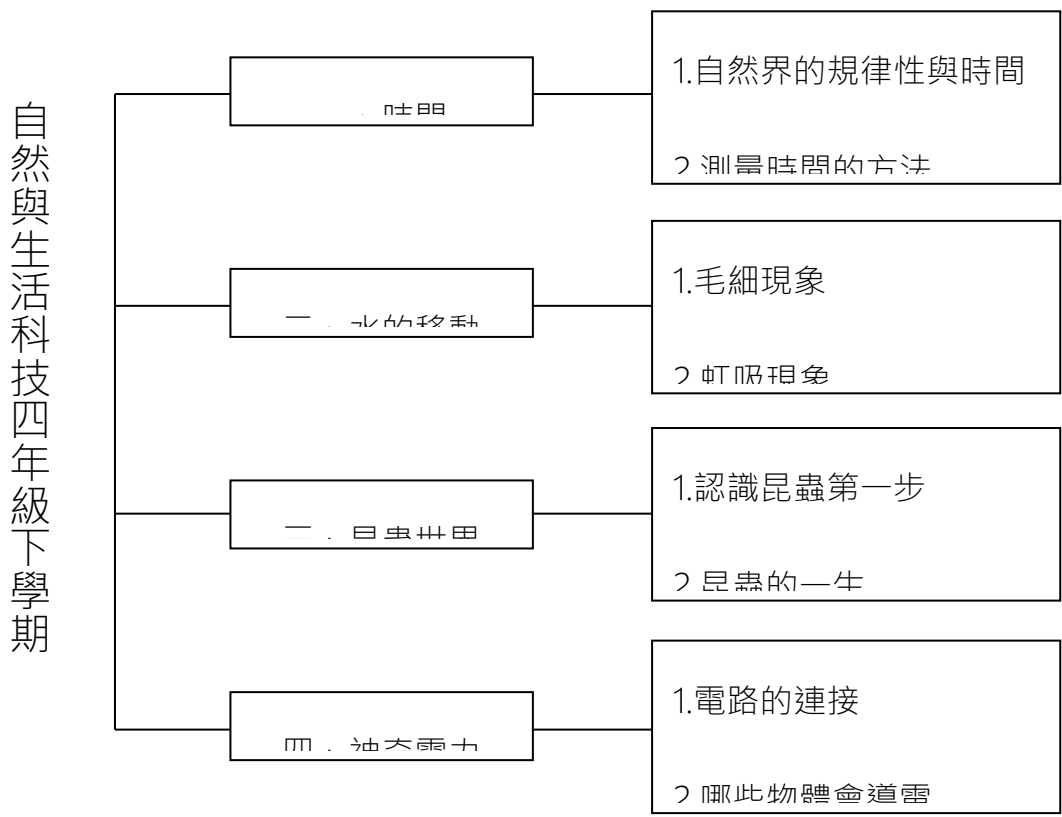 自然與生活科技四年級下學期
時間
1.自然界的規律性與時間
2.測量時間的方法
二、水的移動
1.毛細現象
2.虹吸現象
三、昆蟲世界
1.認識昆蟲第一步
2.昆蟲的一生
四、神奇電力
1.電路的連接
2.哪些物體會導電